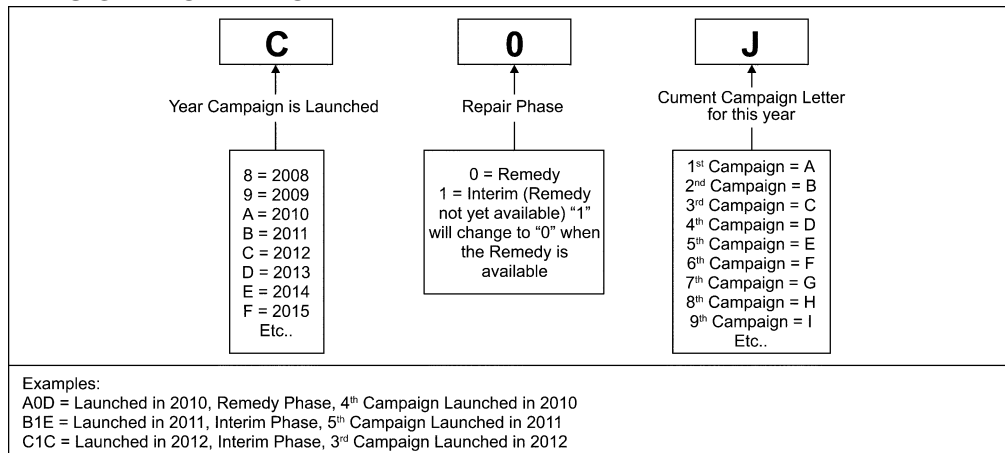 C
0
J
Year Campaign is Launched
Repair Phase
Cument Campaign Letter
for this year
8 = 2008
9 = 2009
A = 2010
B = 2011
C = 2012
D = 2013
E = 2014
F = 2015
Etc..
0 = Remedy
1 = Interim (Remedy
not yet available) “1”
will change to “0” when
the Remedy is
available
1st Campaign = A
2nd Campaign = B
3rd Campaign = C
4th Campaign = D
5th Campaign = E
6th Campaign = F
7th Campaign = G
8th Campaign = H
9th Campaign = I
Etc..
Examples:
A0D = Launched in 2010, Remedy Phase, 4th Campaign Launched in 2010
B1E = Launched in 2011, Interim Phase, 5th Campaign Launched in 2011
C1C = Launched in 2012, Interim Phase, 3rd Campaign Launched in 2012